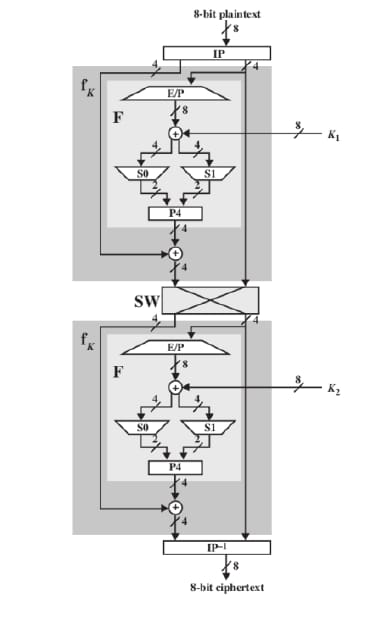 8-bit plaintext
8
IP
4 4
f_K
E/P
F
8
+
8
K₁
4 4
S0 S1
2 2
P4
4
+
4
SW
4 4
f_K
E/P
F
8
+
8
K₂
4 4
S0 S1
2 2
P4
4
+
4
IP-1
8
8-bit ciphertext